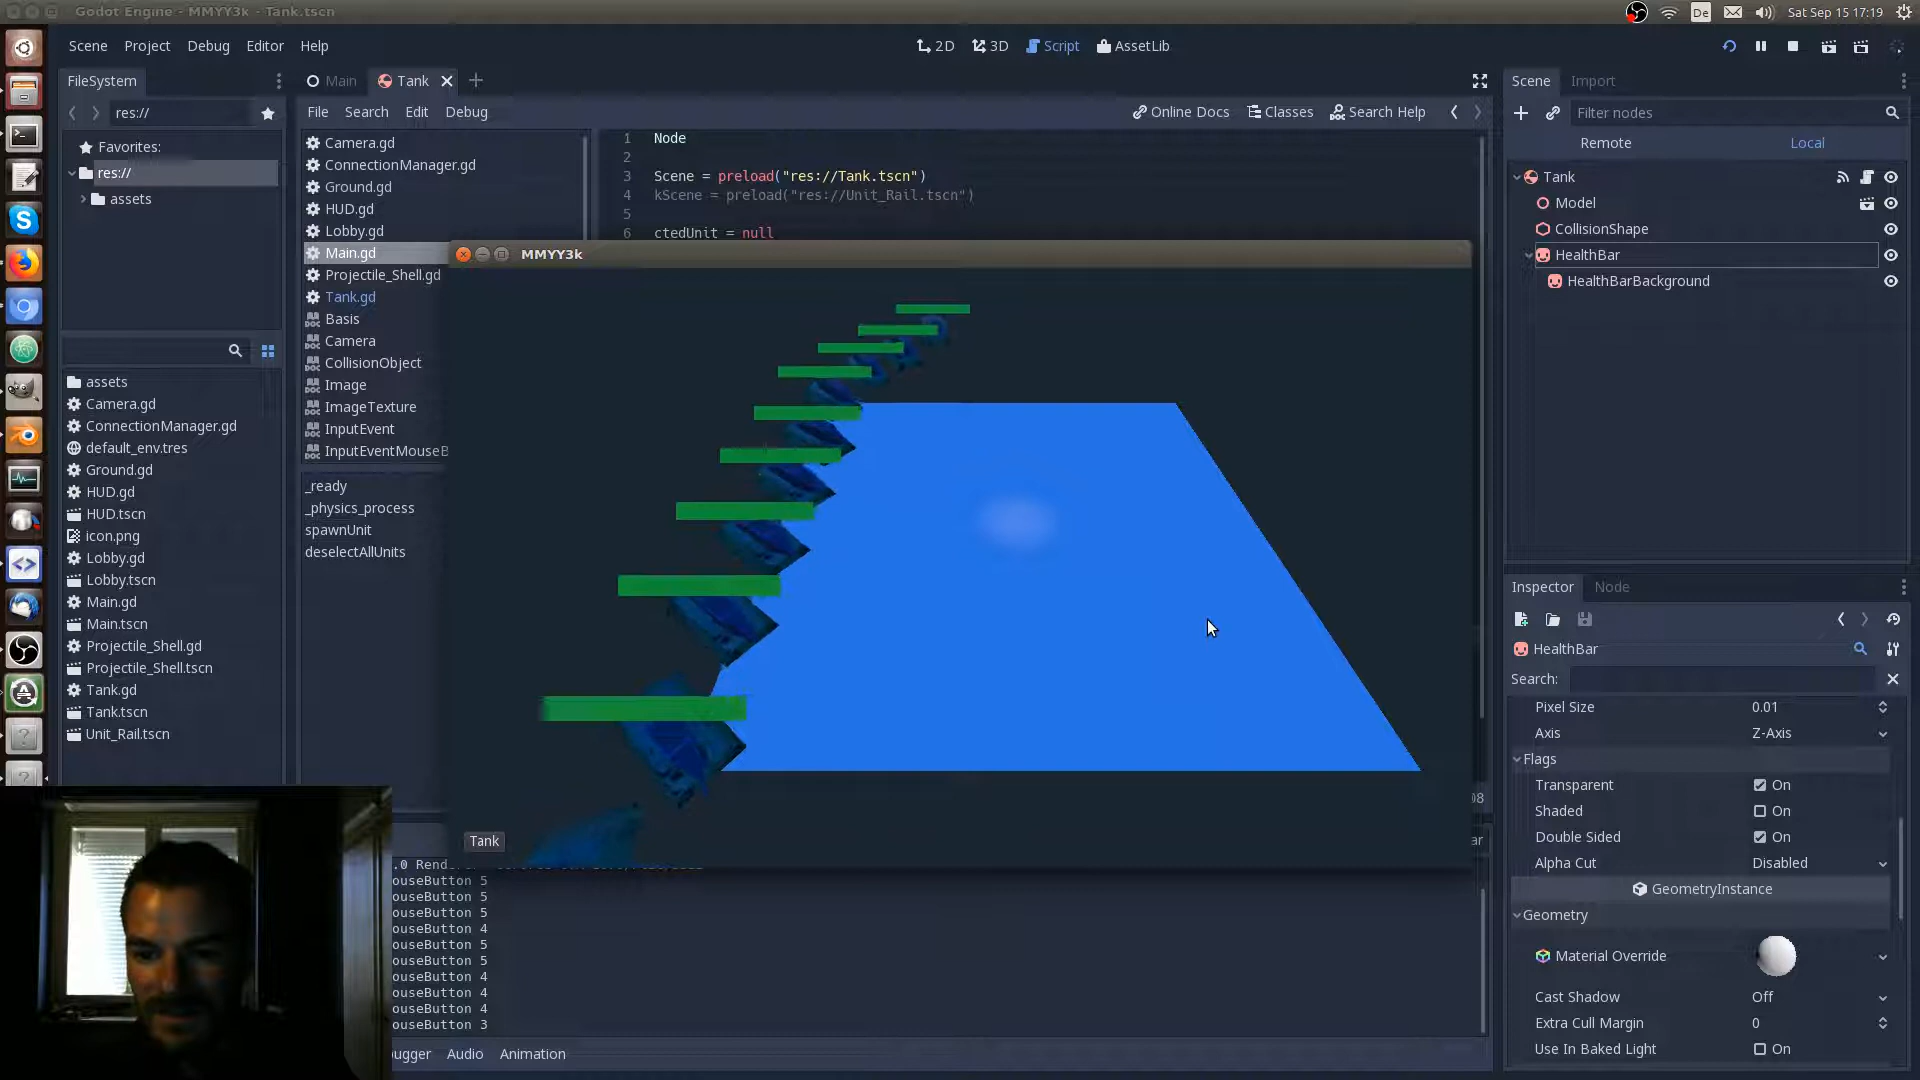 Godot Engine - MMYY3k - Tank.tscn
De
Sat Sep 15 17:19
Scene Project Debug Editor Help
2D 3D Script AssetLib
FileSystem
Main Tank
Scene Import
res://
File Search Edit Debug
Online Docs Classes Search Help
Filter nodes
Favorites:
res://
assets
Remote Local
Camera.gd
ConnectionManager.gd
Ground.gd
HUD.gd
Lobby.gd
Main.gd
Projectile_Shell.gd
Tank.gd
Basis
Camera
CollisionObject
Image
ImageTexture
InputEvent
InputEventMouseB
1 Node
2
3 Scene = preload("res://Tank.tscn")
4 kScene = preload("res://Unit_Rail.tscn")
5
6 ctedUnit = null
Tank
Model
CollisionShape
HealthBar
HealthBarBackground
MMYY3k
Tank
assets
Camera.gd
ConnectionManager.gd
default_env.tres
Ground.gd
HUD.gd
HUD.tscn
icon.png
Lobby.gd
Lobby.tscn
Main.gd
Main.tscn
Projectile_Shell.gd
Projectile_Shell.tscn
Tank.gd
Tank.tscn
Unit_Rail.tscn
_ready
_physics_process
spawnUnit
deselectAllUnits
Inspector Node
HealthBar
Search:
Pixel Size 0.01
Axis Z-Axis
Flags
Transparent On
Shaded On
Double Sided On
Alpha Cut Disabled
GeometryInstance
Geometry
Material Override
Cast Shadow Off
Extra Cull Margin 0
Use In Baked Light On
ar
.0 Rend
ouseButton 5
ouseButton 5
ouseButton 5
ouseButton 4
ouseButton 5
ouseButton 5
ouseButton 4
ouseButton 4
ouseButton 4
ouseButton 3
ougger Audio Animation